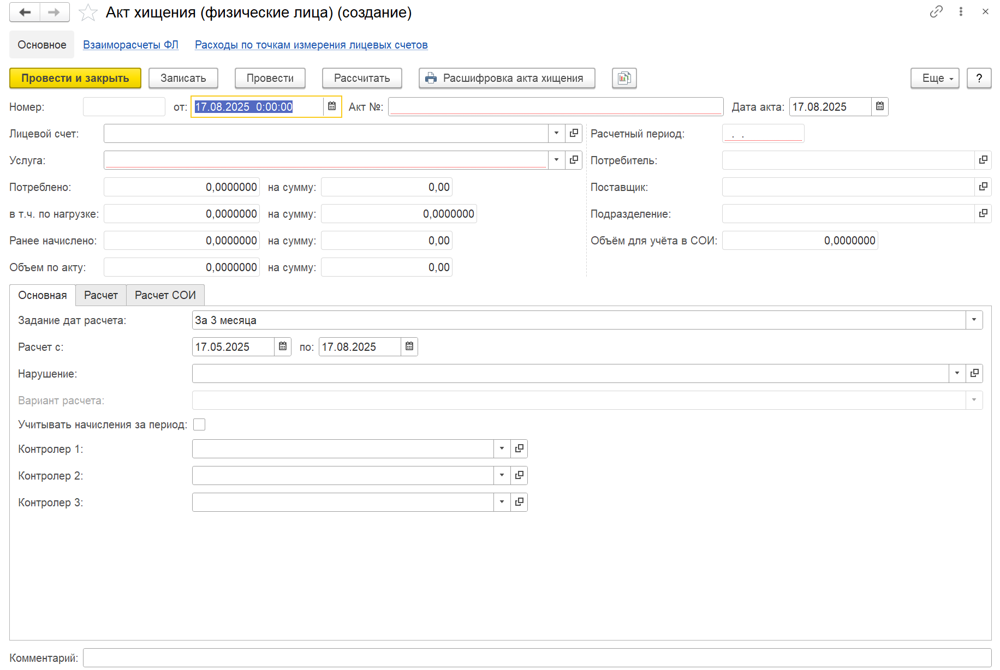 Акт хищения (физические лица) (создание)
Основное Взаиморасчеты ФЛ Расходы по точкам измерения лицевых счетов
Провести и закрыть Записать Провести Рассчитать Расшифровка акта хищения Еще ?
Номер: от: 17.08.2025 0:00:00 Акт №: Дата акта: 17.08.2025
Лицевой счет: Расчетный период: . .
Услуга: Потребитель:
Потреблено: 0,0000000 на сумму: 0,00 Поставщик:
в т.ч. по нагрузке: 0,0000000 на сумму: 0,0000000 Подразделение:
Ранее начислено: 0,0000000 на сумму: 0,00 Объём для учёта в СОИ: 0,0000000
Объем по акту: 0,0000000 на сумму: 0,00
Основная Расчет Расчет СОИ
Задание дат расчета: За 3 месяца
Расчет с: 17.05.2025 по: 17.08.2025
Нарушение:
Вариант расчета:
Учитывать начисления за период:
Контролер 1:
Контролер 2:
Контролер 3:
Комментарий: